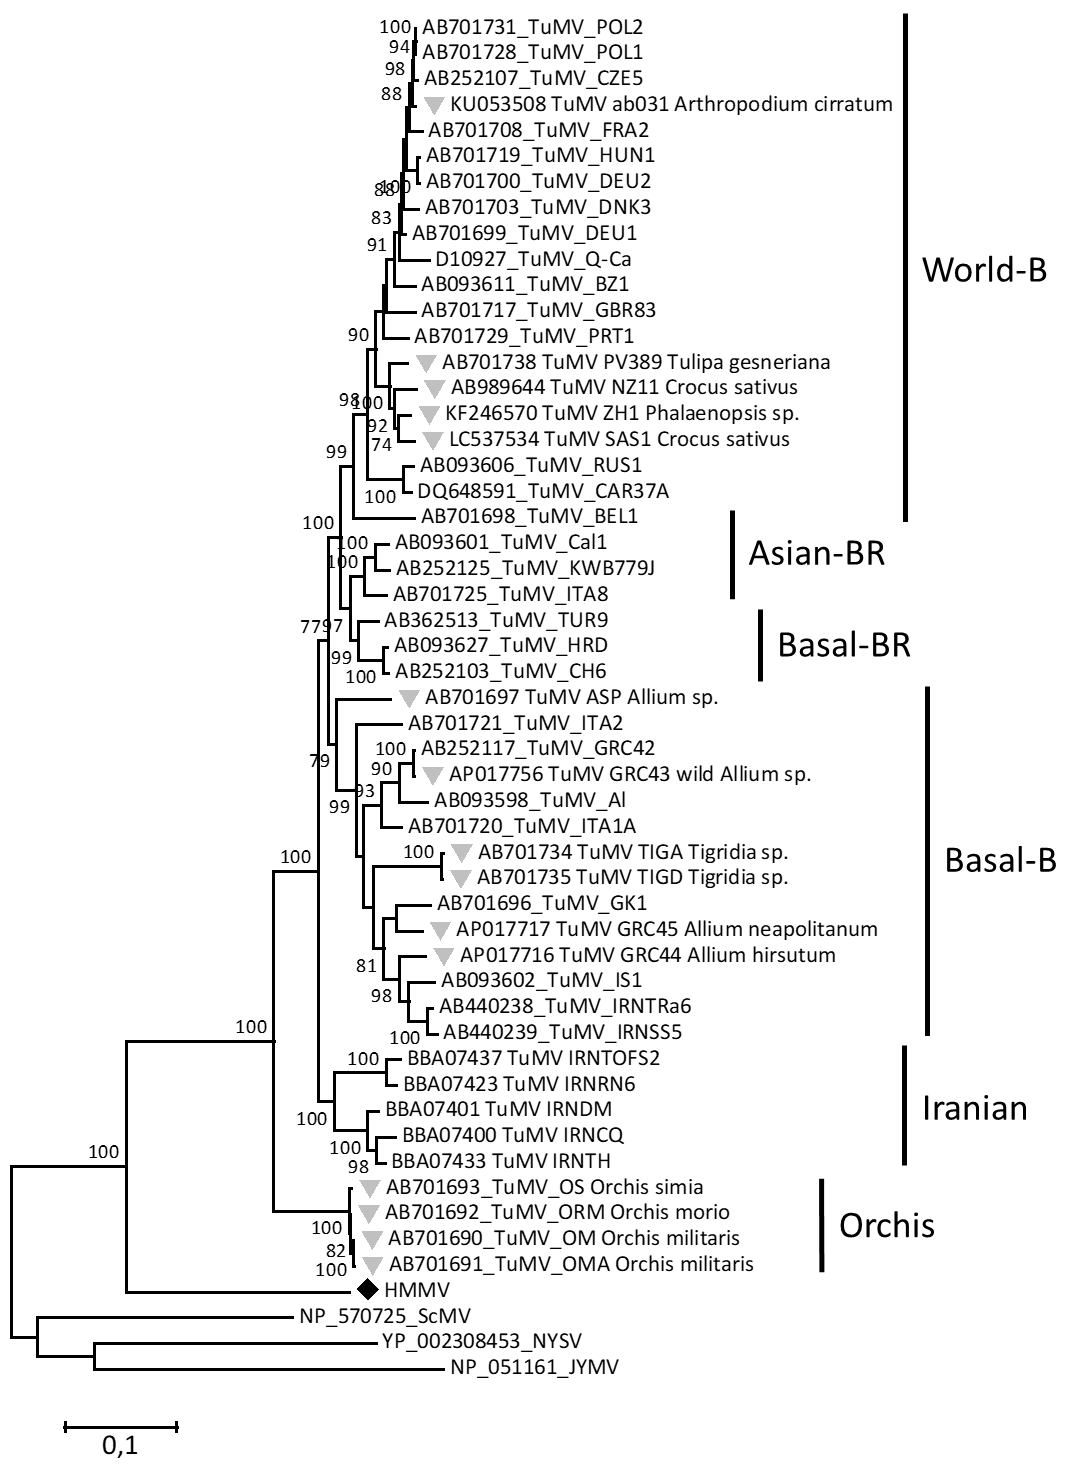 100 AB701731_TuMV_POL2
94 AB701728_TuMV_POL1
98 AB252107_TuMV_CZE5
88 KU053508 TuMV ab031 Arthropodium cirratum
AB701708_TuMV_FRA2
AB701719_TuMV_HUN1
88 100 AB701700_TuMV_DEU2
AB701703_TuMV_DNK3
83 AB701699_TuMV_DEU1
91 D10927_TuMV_Q-Ca
World-B
AB093611_TuMV_BZ1
AB701717_TuMV_GBR83
90 AB701729_TuMV_PRT1
AB701738 TuMV PV389 Tulipa gesneriana
AB989644 TuMV NZ11 Crocus sativus
98 100 KF246570 TuMV ZH1 Phalaenopsis sp.
92
74 LC537534 TuMV SAS1 Crocus sativus
99 AB093606_TuMV_RUS1
100 DQ648591_TuMV_CAR37A
100 AB701698_TuMV_BEL1
100 AB093601_TuMV_Cal1
Asian-BR
100 AB252125_TuMV_KWB779J
AB701725_TuMV_ITA8
77 97 AB362513_TuMV_TUR9
99 AB093627_TuMV_HRD
Basal-BR
100 AB252103_TuMV_CH6
AB701697 TuMV ASP Allium sp.
AB701721_TuMV_ITA2
79 100 AB252117_TuMV_GRC42
90 AP017756 TuMV GRC43 wild Allium sp.
99 93 AB093598_TuMV_Al
AB701720_TuMV_ITA1A
100 100 AB701734 TuMV TIGA Tigridia sp.
Basal-B
AB701735 TuMV TIGD Tigridia sp.
AB701696_TuMV_GK1
AP017717 TuMV GRC45 Allium neapolitanum
81 AP017716 TuMV GRC44 Allium hirsutum
98 AB093602_TuMV_IS1
AB440238_TuMV_IRNTRa6
100 100 AB440239_TuMV_IRNSS5
100 BBA07437 TuMV IRNTOFS2
BBA07423 TuMV IRNRN6
100 BBA07401 TuMV IRNDM
Iranian
100 BBA07400 TuMV IRNCQ
100 98 BBA07433 TuMV IRNTH
AB701693_TuMV_OS Orchis simia
AB701692_TuMV_ORM Orchis morio
100
Orchis
82 AB701690_TuMV_OM Orchis militaris
100 AB701691_TuMV_OMA Orchis militaris
HMMV
NP_570725_ScMV
YP_002308453_NYSV
NP_051161_JYMV
0,1